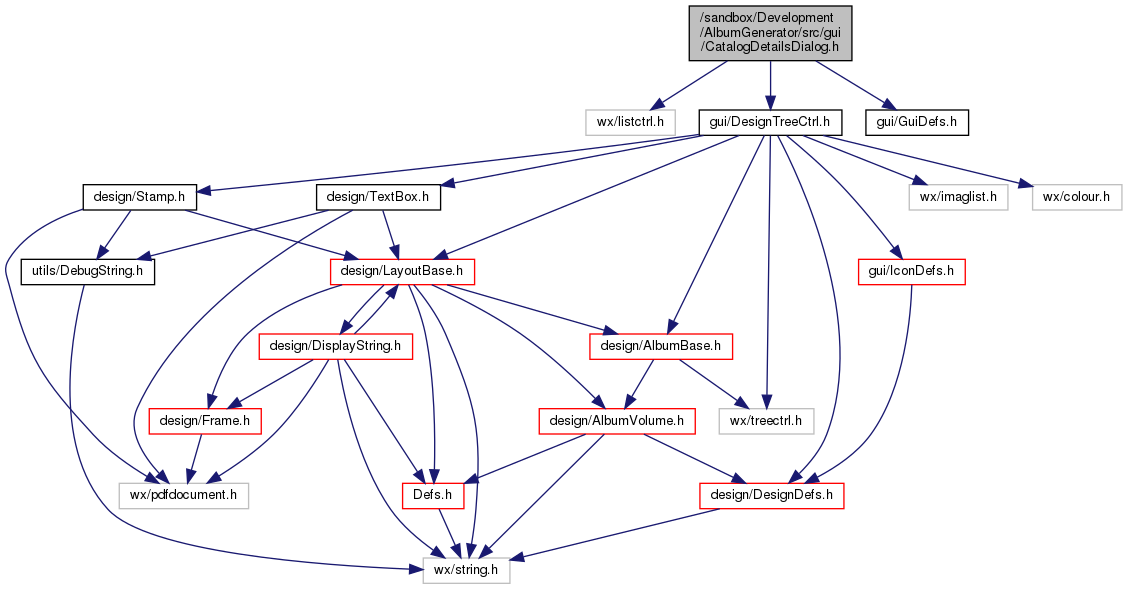 /sandbox/Development
/AlbumGenerator/src/gui
/CatalogDetailsDialog.h
wx/listctrl.h
gui/DesignTreeCtrl.h
gui/GuiDefs.h
design/Stamp.h
design/TextBox.h
wx/imaglist.h
wx/colour.h
utils/DebugString.h
design/LayoutBase.h
gui/IconDefs.h
design/DisplayString.h
design/AlbumBase.h
design/Frame.h
design/AlbumVolume.h
wx/treectrl.h
wx/pdfdocument.h
Defs.h
design/DesignDefs.h
wx/string.h